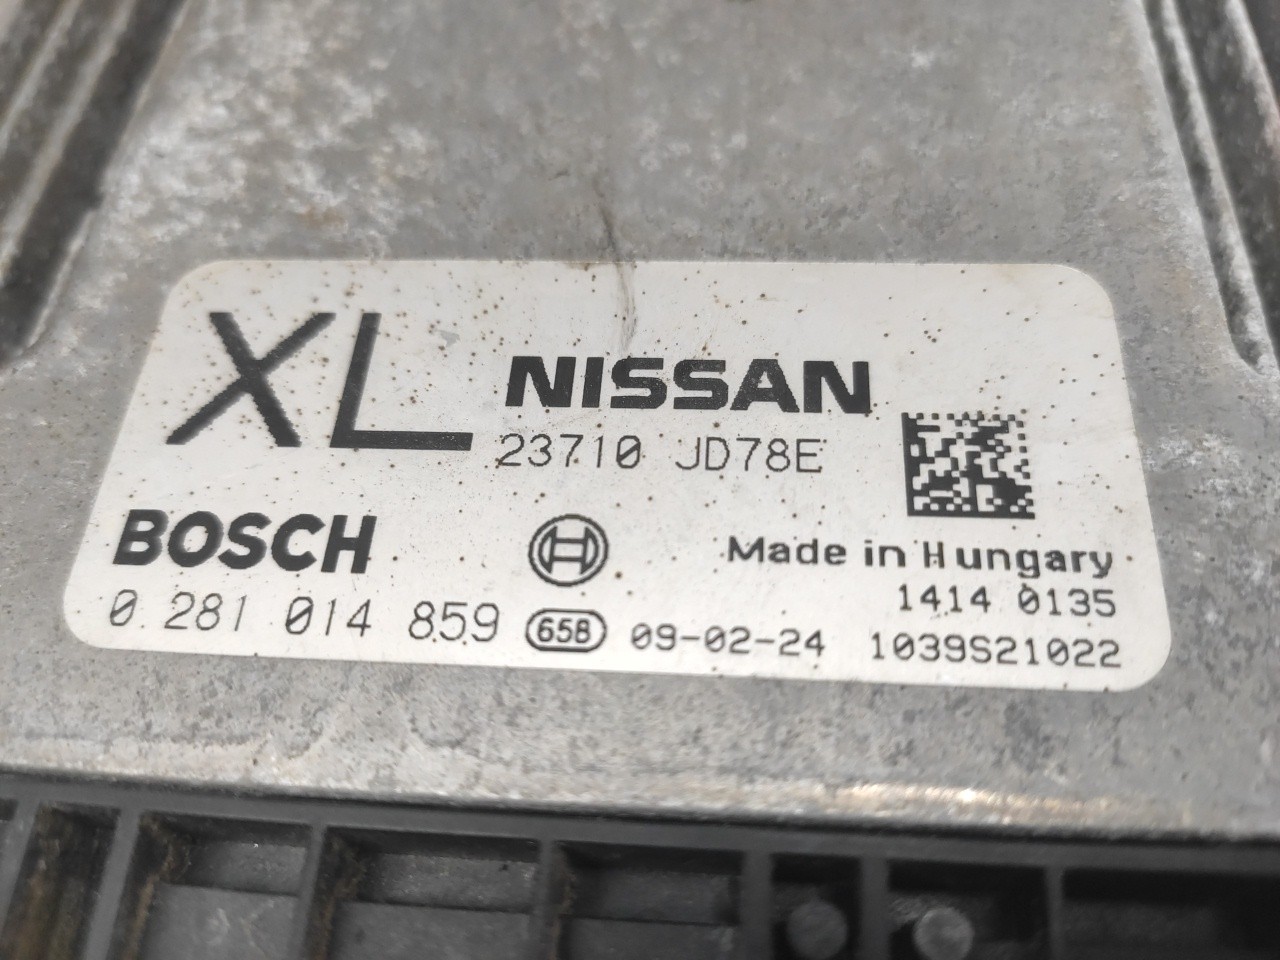 XL NISSAN
23710 JD78E
BOSCH
Made in Hungary
1414 0135
0 281 014 859 658 09-02-24 1039S21022